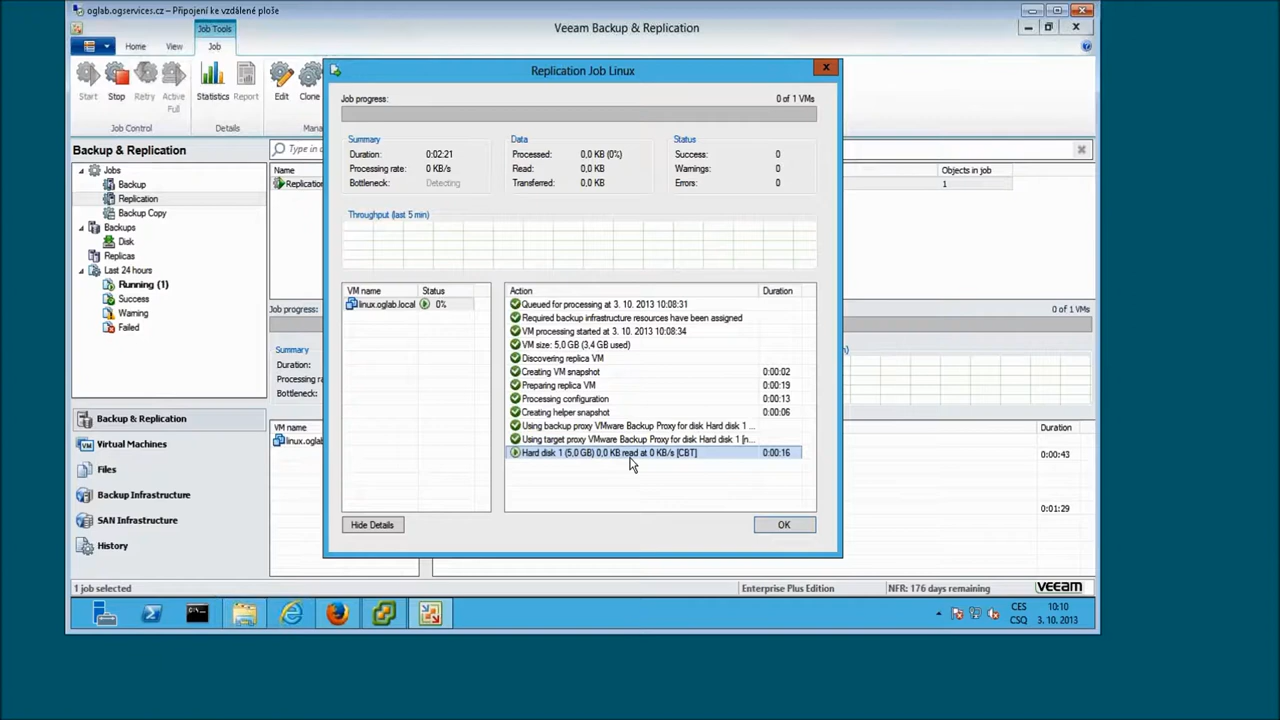 oglab.ogservices.cz – Připojení ke vzdálené ploše
Job Tools
Veeam Backup & Replication
Home View Job
Start Stop Retry Active Full Statistics Report Edit Clone
Job Control Details
Replication Job Linux
Job progress: 0 of 1 VMs
Summary Data Status
Duration: 0:02:21 Processed: 0,0 KB (0%) Success: 0
Processing rate: 0 KB/s Read: 0,0 KB Warnings: 0
Bottleneck: Detecting Transferred: 0,0 KB Errors: 0
Throughput (last 5 min)
VM name Status Action Duration
linux.oglab.local 0%
Queued for processing at 3. 10. 2013 10:08:31
Required backup infrastructure resources have been assigned
VM processing started at 3. 10. 2013 10:08:34
VM size: 5,0 GB (3,4 GB used)
Discovering replica VM
Creating VM snapshot 0:00:02
Preparing replica VM 0:00:19
Processing configuration 0:00:13
Creating helper snapshot 0:00:06
Using backup proxy VMware Backup Proxy for disk Hard disk 1 ...
Using target proxy VMware Backup Proxy for disk Hard disk 1 [n...
Hard disk 1 (5,0 GB) 0,0 KB read at 0 KB/s [CBT] 0:00:16
Hide Details OK
Backup & Replication
Jobs
Backup
Replication
Backup Copy
Backups
Disk
Replicas
Last 24 hours
Running (1)
Success
Warning
Failed
Backup & Replication
Virtual Machines
Files
Backup Infrastructure
SAN Infrastructure
History
Name Objects in job
Replication 1
Job progress: 0 of 1 VMs
Summary
Duration:
Bottleneck:
VM name
0:00:43
0:01:29
1 job selected Enterprise Plus Edition NFR: 176 days remaining veeam
CES 10:10
CSQ 3. 10. 2013